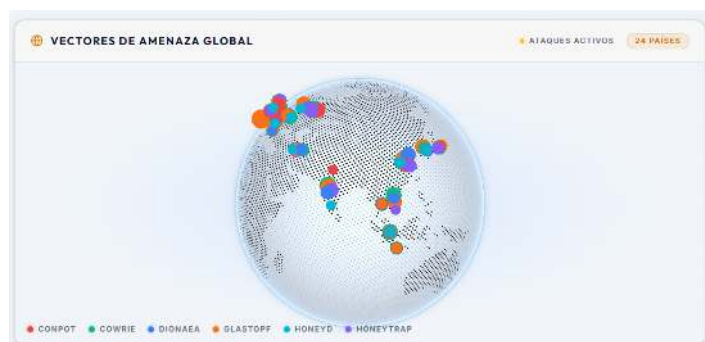 VECTORES DE AMENAZA GLOBAL
ATAQUES ACTIVOS
24 PAÍSES
CONPOT COWRIE DIONAEA GLASTOPF HONEYD HONEYTRAP